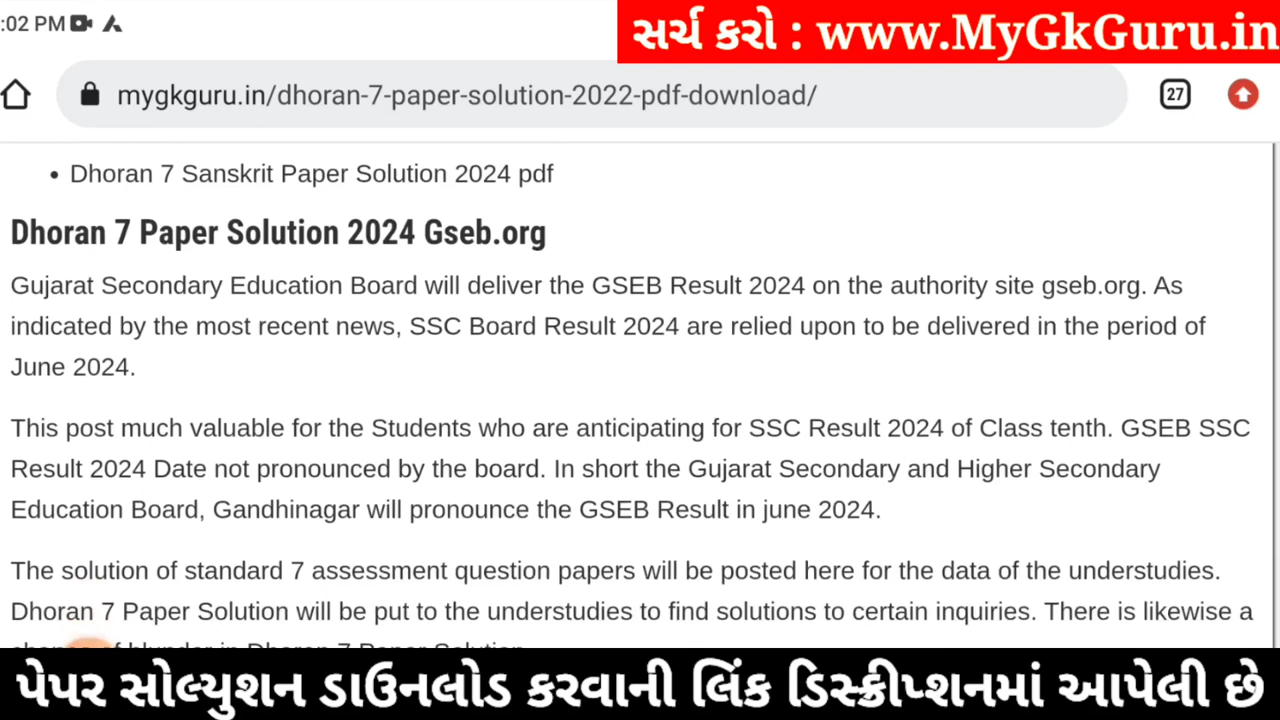 :02 PM
સર્ચ કરો : www.MyGkGuru.in
mygkguru.in/dhoran-7-paper-solution-2022-pdf-download/
27
• Dhoran 7 Sanskrit Paper Solution 2024 pdf
Dhoran 7 Paper Solution 2024 Gseb.org
Gujarat Secondary Education Board will deliver the GSEB Result 2024 on the authority site gseb.org. As
indicated by the most recent news, SSC Board Result 2024 are relied upon to be delivered in the period of
June 2024.
This post much valuable for the Students who are anticipating for SSC Result 2024 of Class tenth. GSEB SSC
Result 2024 Date not pronounced by the board. In short the Gujarat Secondary and Higher Secondary
Education Board, Gandhinagar will pronounce the GSEB Result in june 2024.
The solution of standard 7 assessment question papers will be posted here for the data of the understudies.
Dhoran 7 Paper Solution will be put to the understudies to find solutions to certain inquiries. There is likewise a
of blunder in Dhoran 7 Paper Solution
પેપર સોલ્યુશન ડાઉનલોડ કરવાની લિંક ડિસ્ક્રીપ્શનમાં આપેલી છે